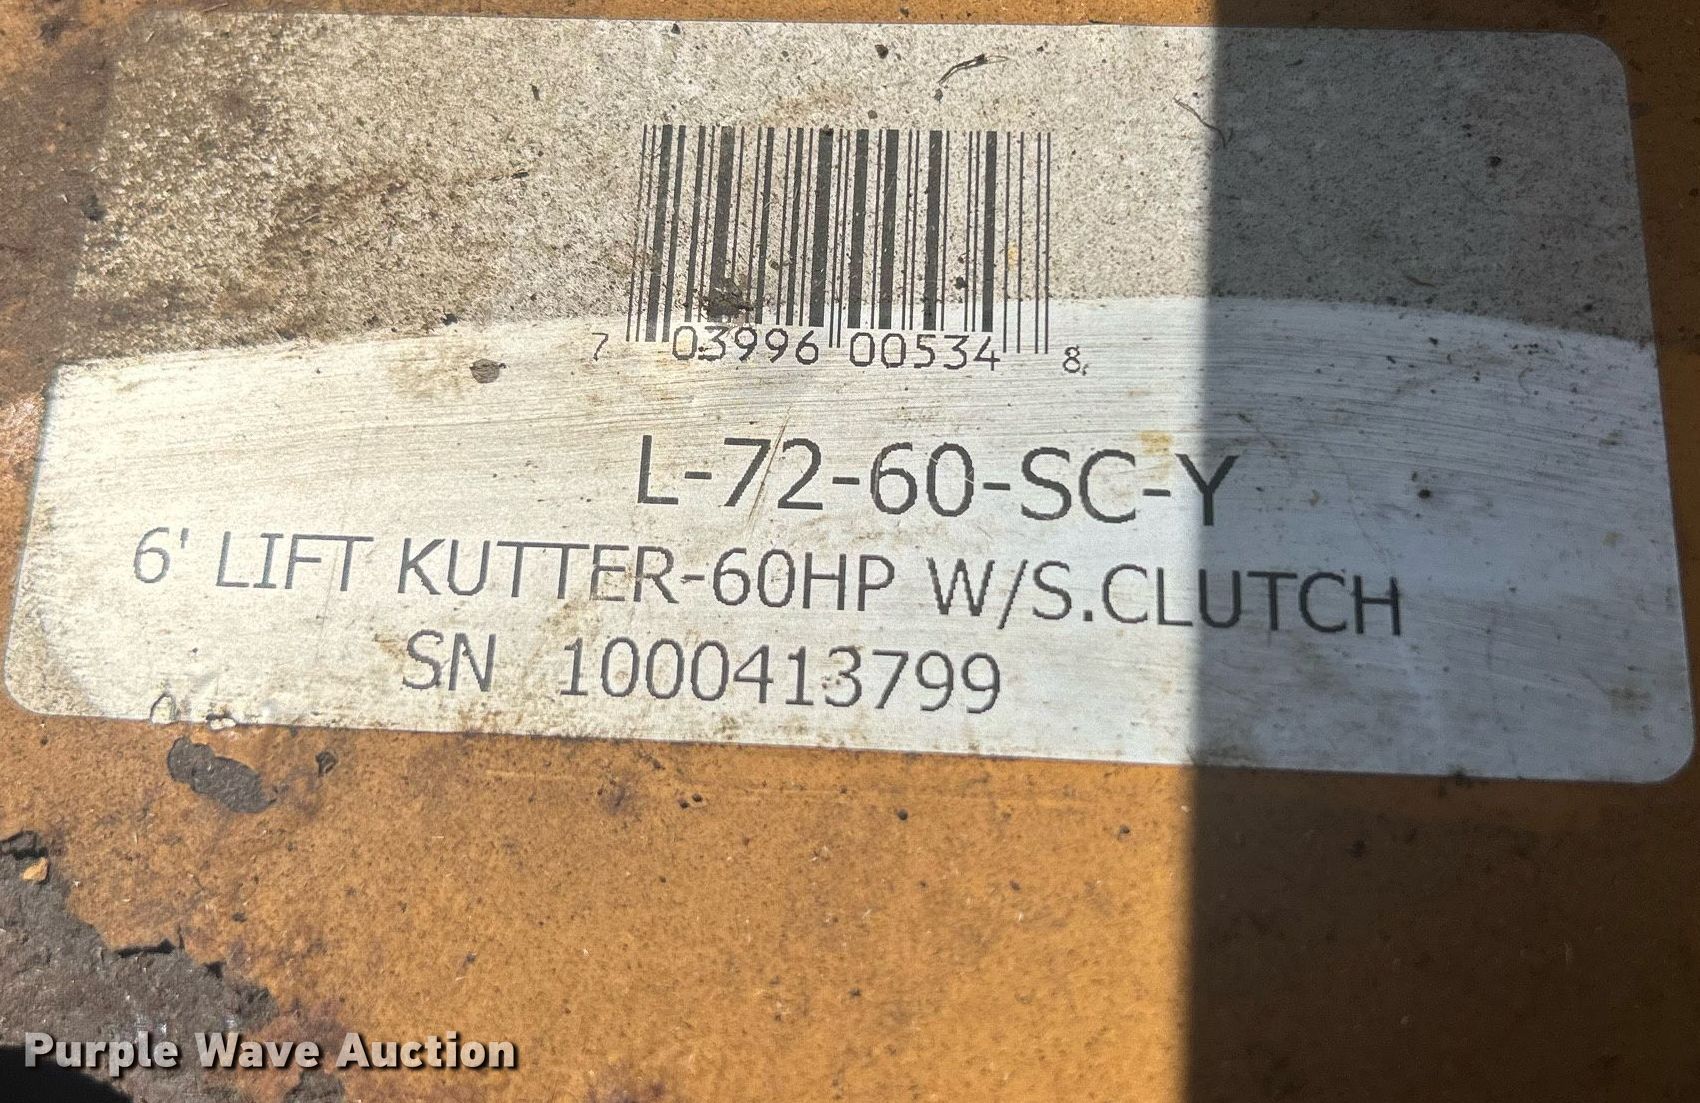 7 03996 00534 8
L-72-60-SC-Y
6' LIFT KUTTER-60HP W/S.CLUTCH
SN 1000413799
Purple Wave Auction